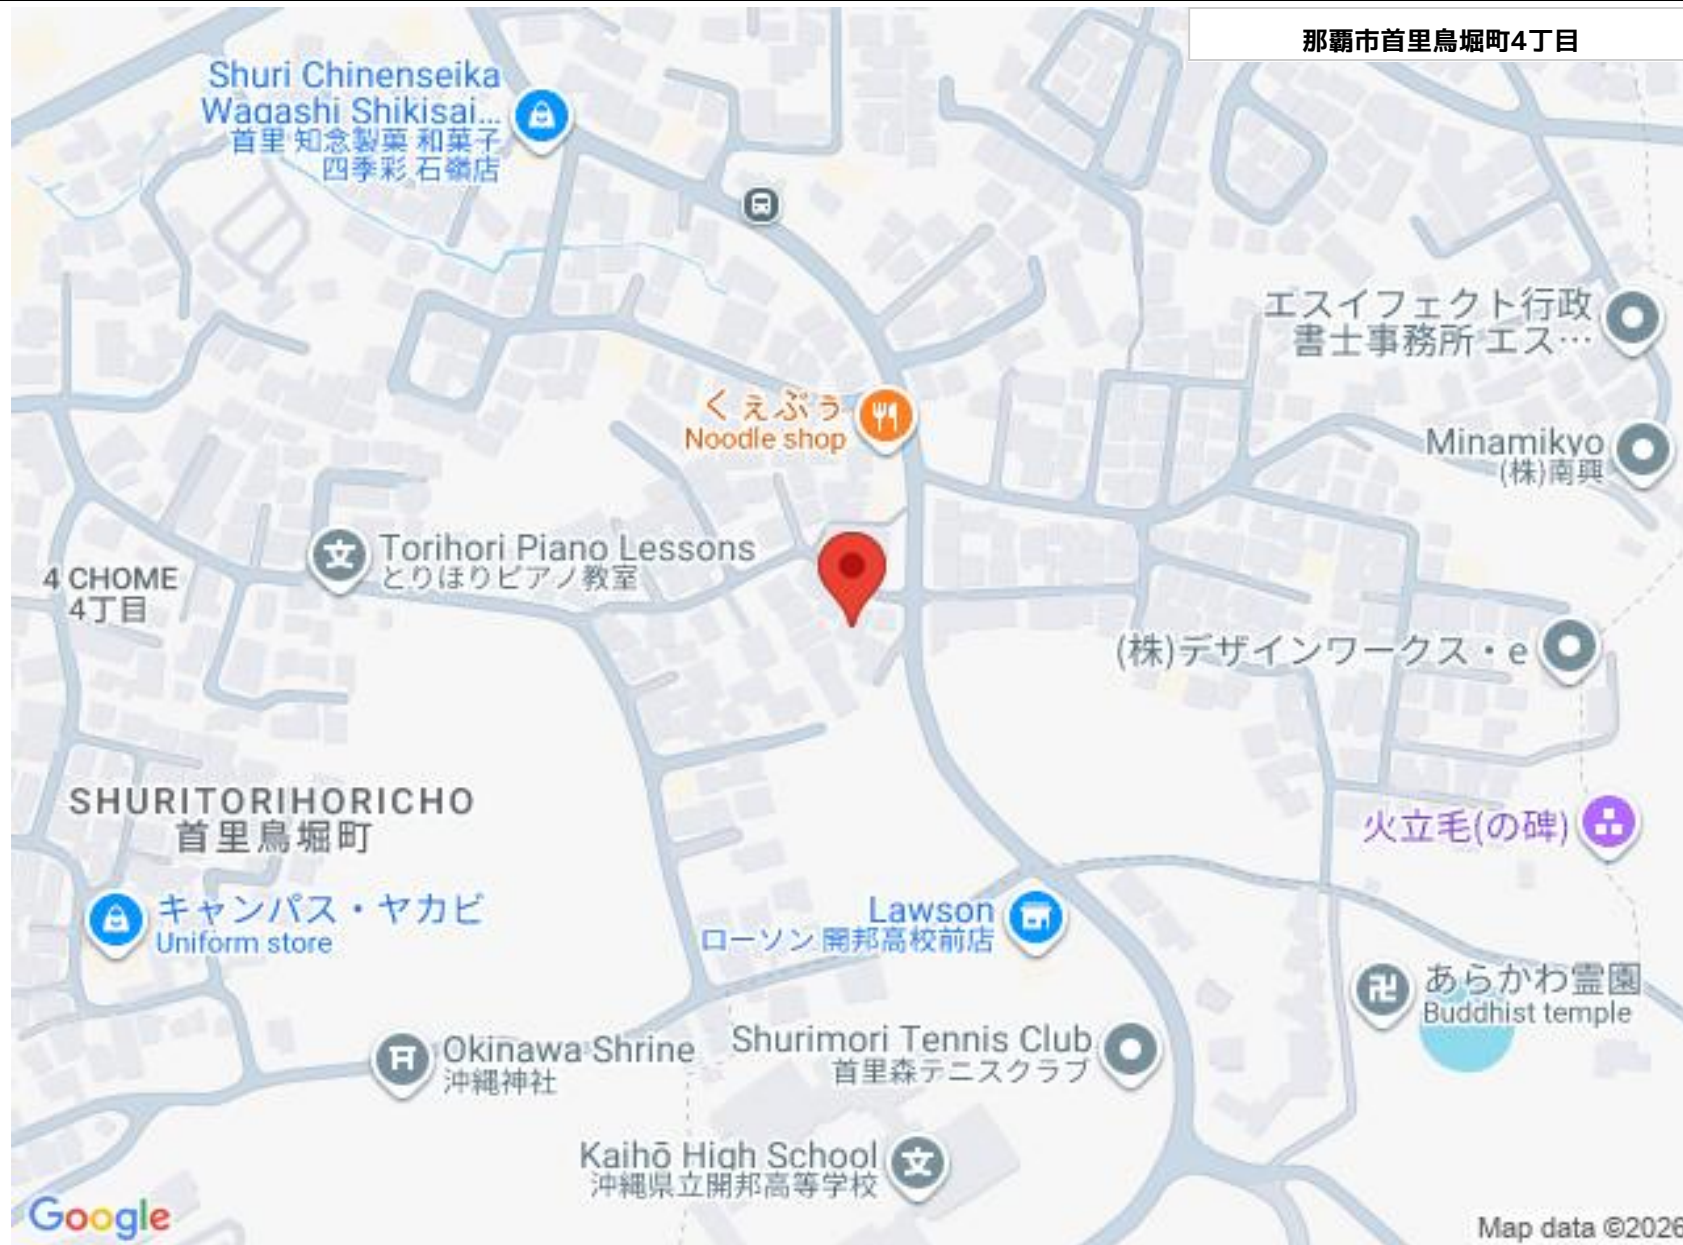 那覇市首里鳥堀町4丁目
Shuri Chinenseika
Wagashi Shikisai...
首里 知念製菓 和菓子
四季彩 石嶺店
エスイフェクト行政
書士事務所 エス…
くぇぷぅ
Noodle shop
Minamikyo
(株)南興
Torihori Piano Lessons
とりほりピアノ教室
4 CHOME
4丁目
(株)デザインワークス・e
SHURITORIHORICHO
首里鳥堀町
火立毛(の碑)
キャンパス・ヤカビ
Uniform store
Lawson
ローソン 開邦高校前店
あらかわ霊園
Buddhist temple
Okinawa Shrine
沖縄神社
Shurimori Tennis Club
首里森テニスクラブ
Kaihō High School
沖縄県立開邦高等学校
Google
Map data ©2026